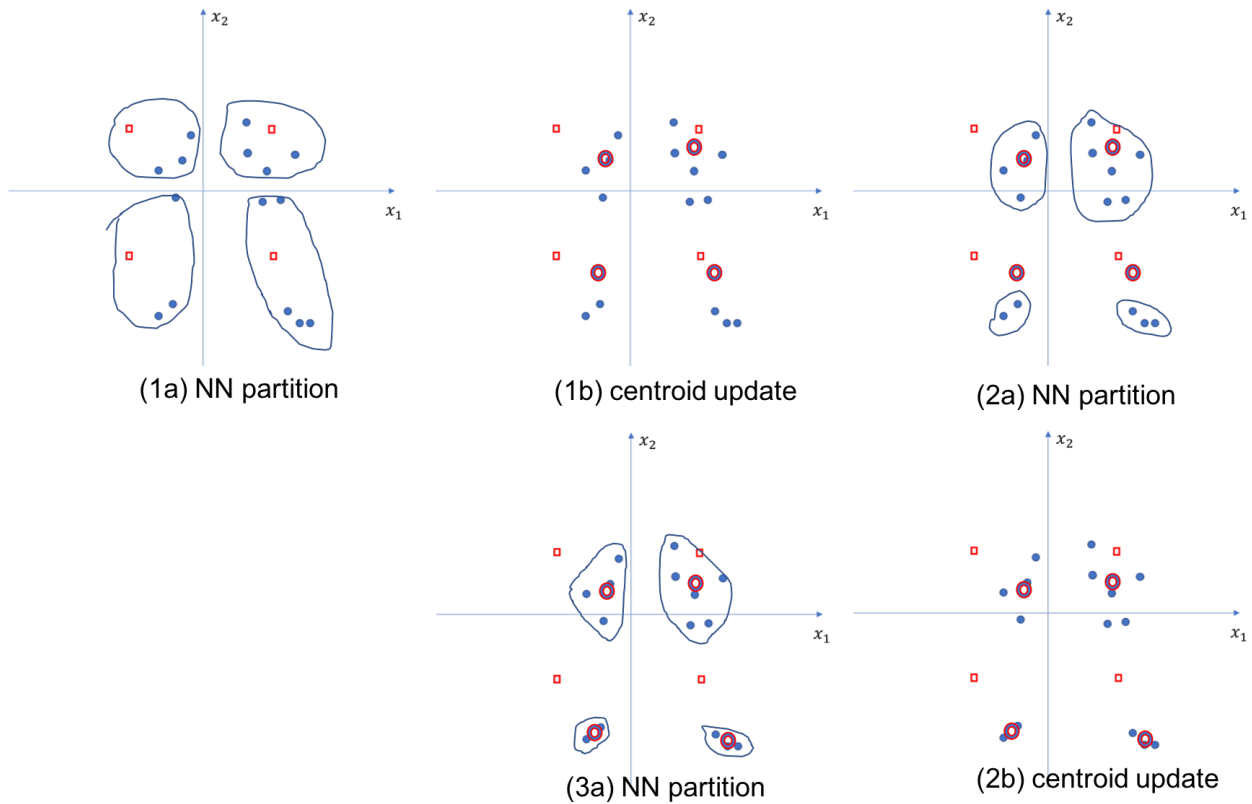 x₂
x₁
(1a) NN partition
x₂
x₁
(1b) centroid update
x₂
x₁
(2a) NN partition
x₂
x₁
(3a) NN partition
x₂
x₁
(2b) centroid update